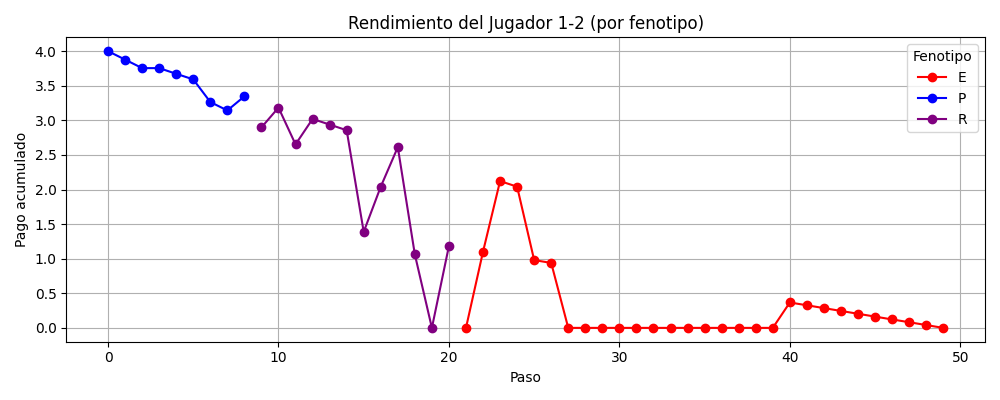 Rendimiento del Jugador 1-2 (por fenotipo)
Pago acumulado
4.0
3.5
3.0
2.5
2.0
1.5
1.0
0.5
0.0
Fenotipo
E
P
R
0 10 20 30 40 50
Paso